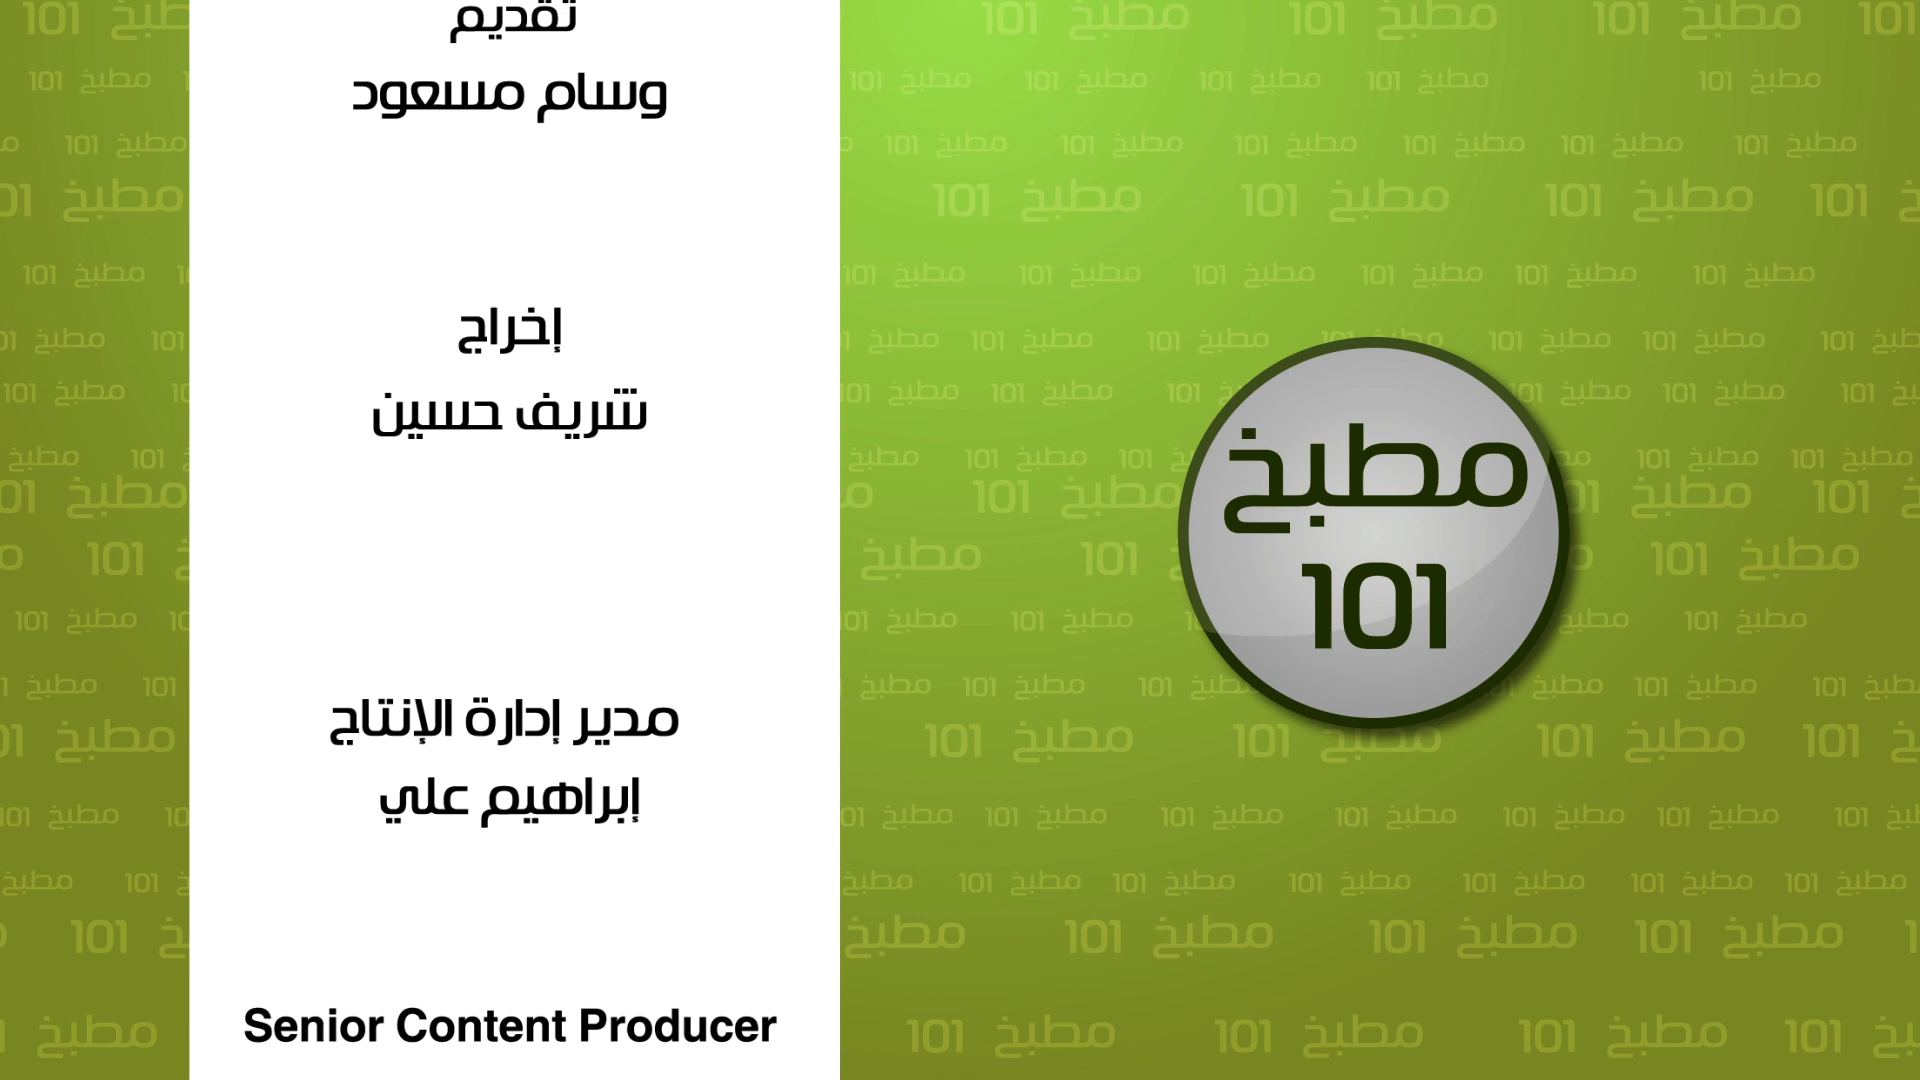 تقديم
وسام مسعود
إخراج
شريف حسين
مدير إدارة الإنتاج
إبراهيم علي
Senior Content Producer
مطبخ
101